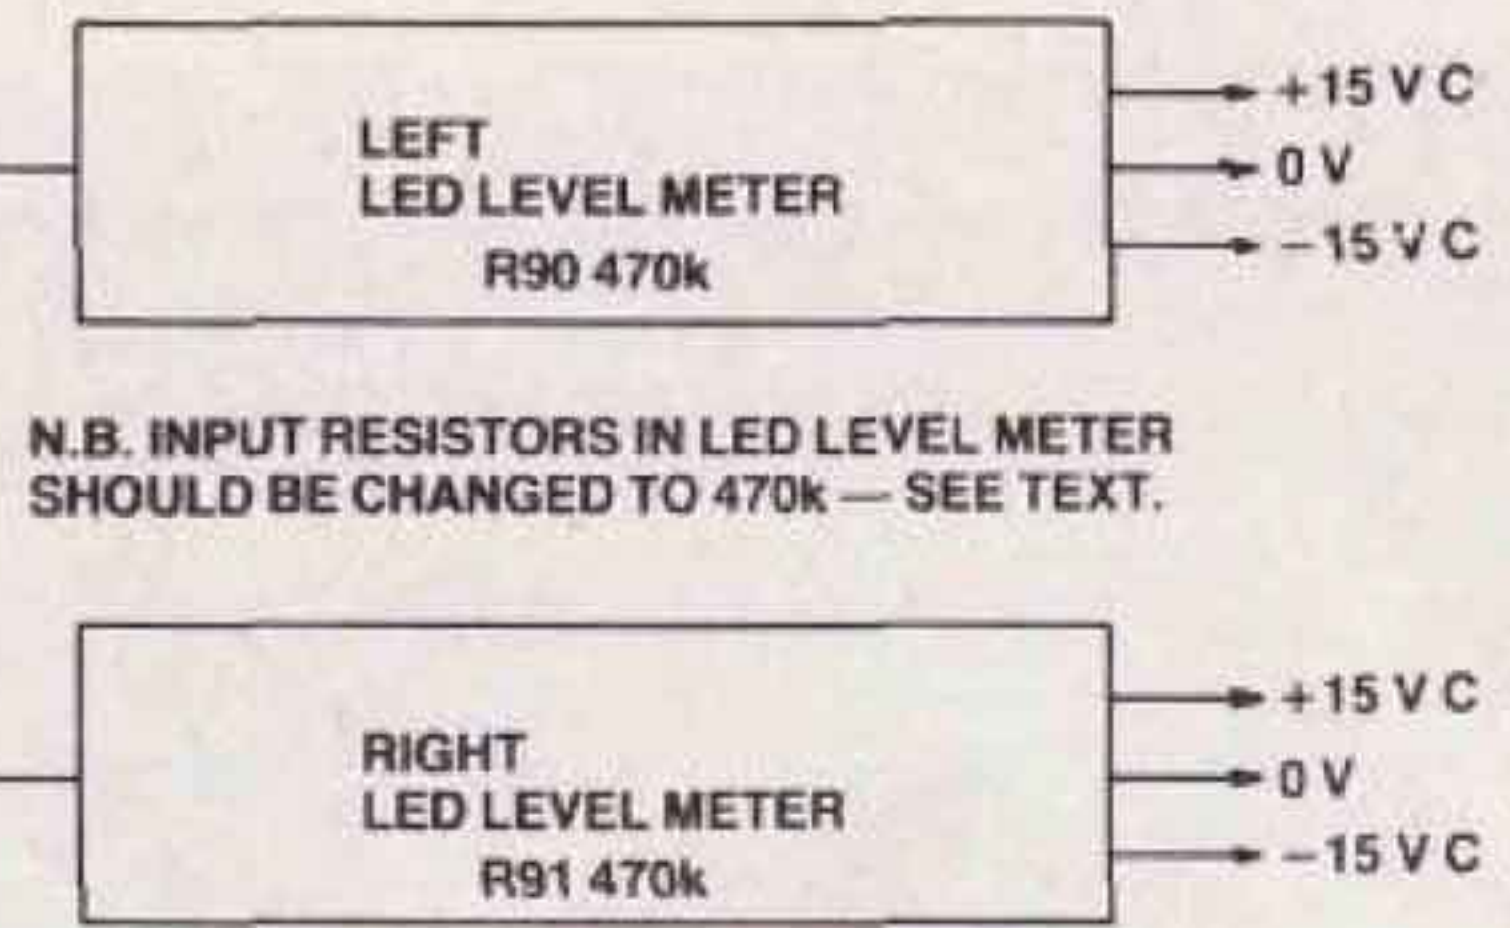 LEFT
LED LEVEL METER
R90 470k
+15 V C
0 V
−15 V C
N.B. INPUT RESISTORS IN LED LEVEL METER
SHOULD BE CHANGED TO 470k — SEE TEXT.
RIGHT
LED LEVEL METER
R91 470k
+15 V C
0 V
−15 V C